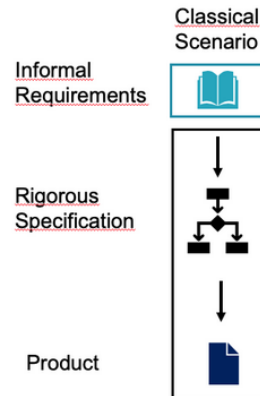 Classical
Scenario
Informal
Requirements
Rigorous
Specification
Product